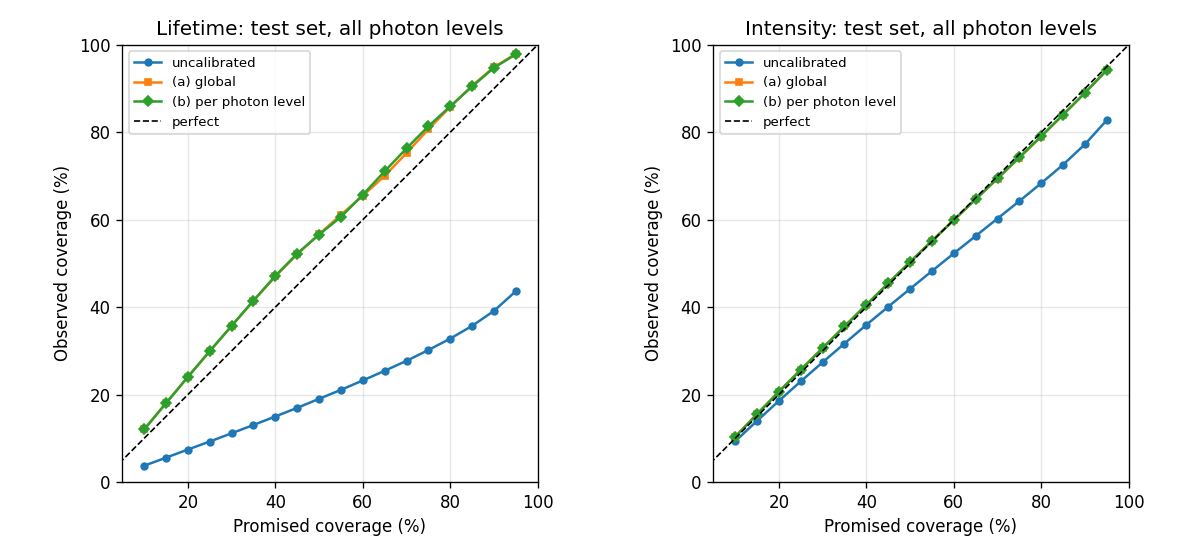 Lifetime: test set, all photon levels
100
80
60
40
20
0
20
40
60
80
100
Observed coverage (%)
Promised coverage (%)
uncalibrated
(a) global
(b) per photon level
perfect
Intensity: test set, all photon levels
100
80
60
40
20
0
20
40
60
80
100
Observed coverage (%)
Promised coverage (%)
uncalibrated
(a) global
(b) per photon level
perfect